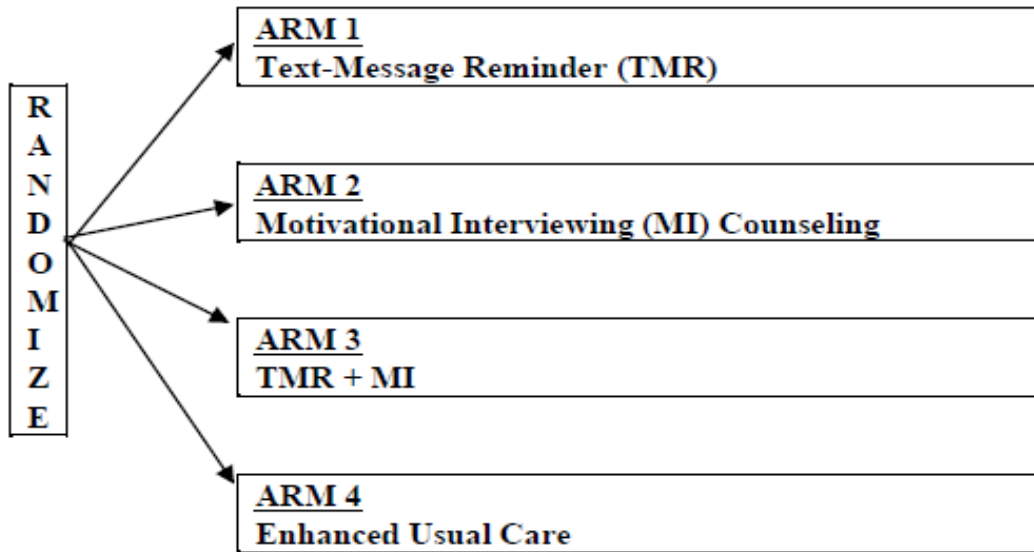 RANDOMIZE
ARM 1
Text-Message Reminder (TMR)
ARM 2
Motivational Interviewing (MI) Counseling
ARM 3
TMR + MI
ARM 4
Enhanced Usual Care